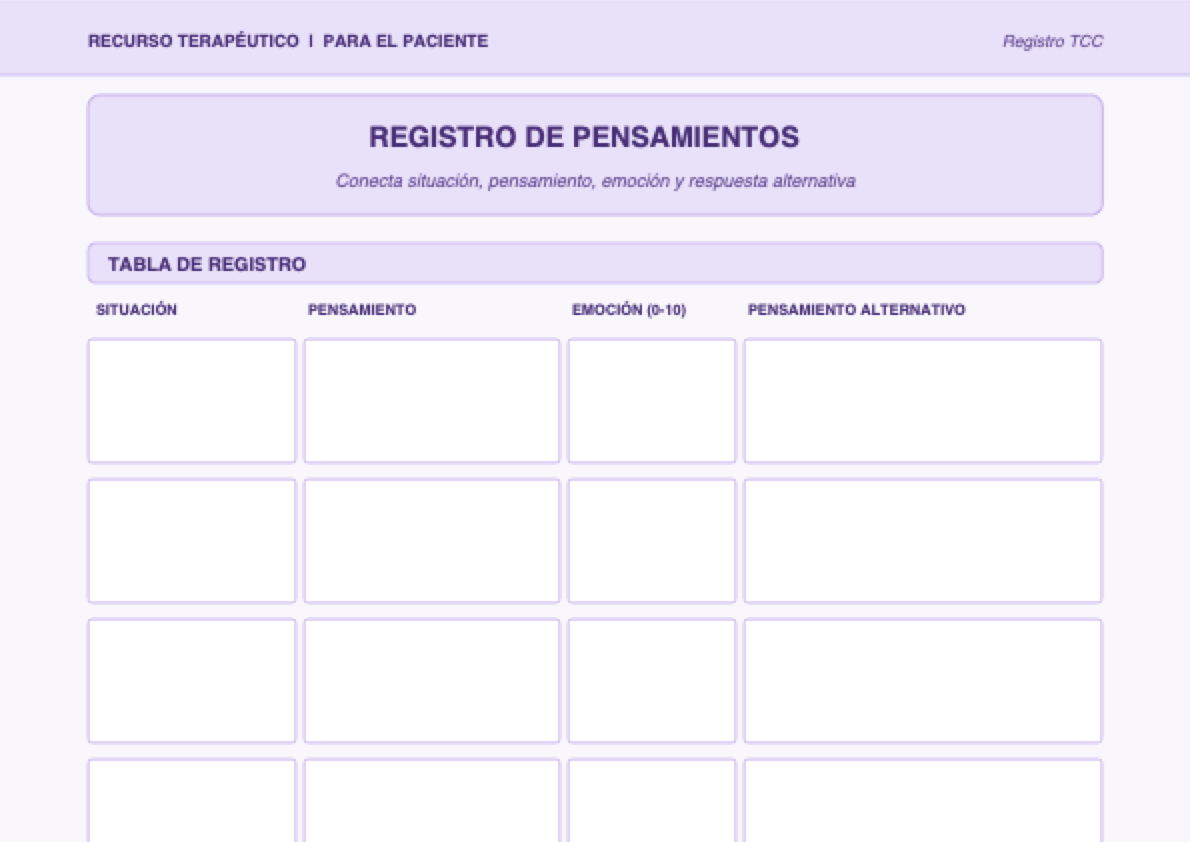 RECURSO TERAPÉUTICO | PARA EL PACIENTE
Registro TCC
REGISTRO DE PENSAMIENTOS
Conecta situación, pensamiento, emoción y respuesta alternativa
TABLA DE REGISTRO
SITUACIÓN PENSAMIENTO EMOCIÓN (0-10) PENSAMIENTO ALTERNATIVO